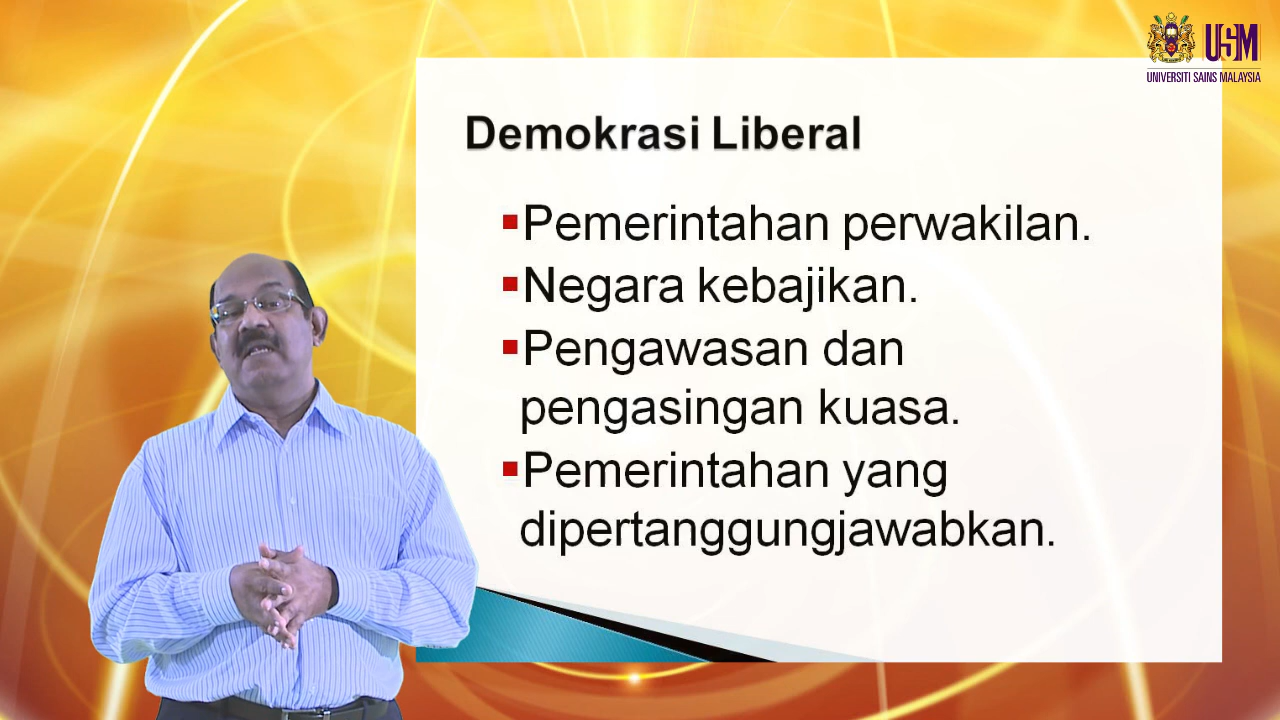 USM
UNIVERSITI SAINS MALAYSIA
Demokrasi Liberal
Pemerintahan perwakilan.
Negara kebajikan.
Pengawasan dan
pengasingan kuasa.
Pemerintahan yang
dipertanggungjawabkan.